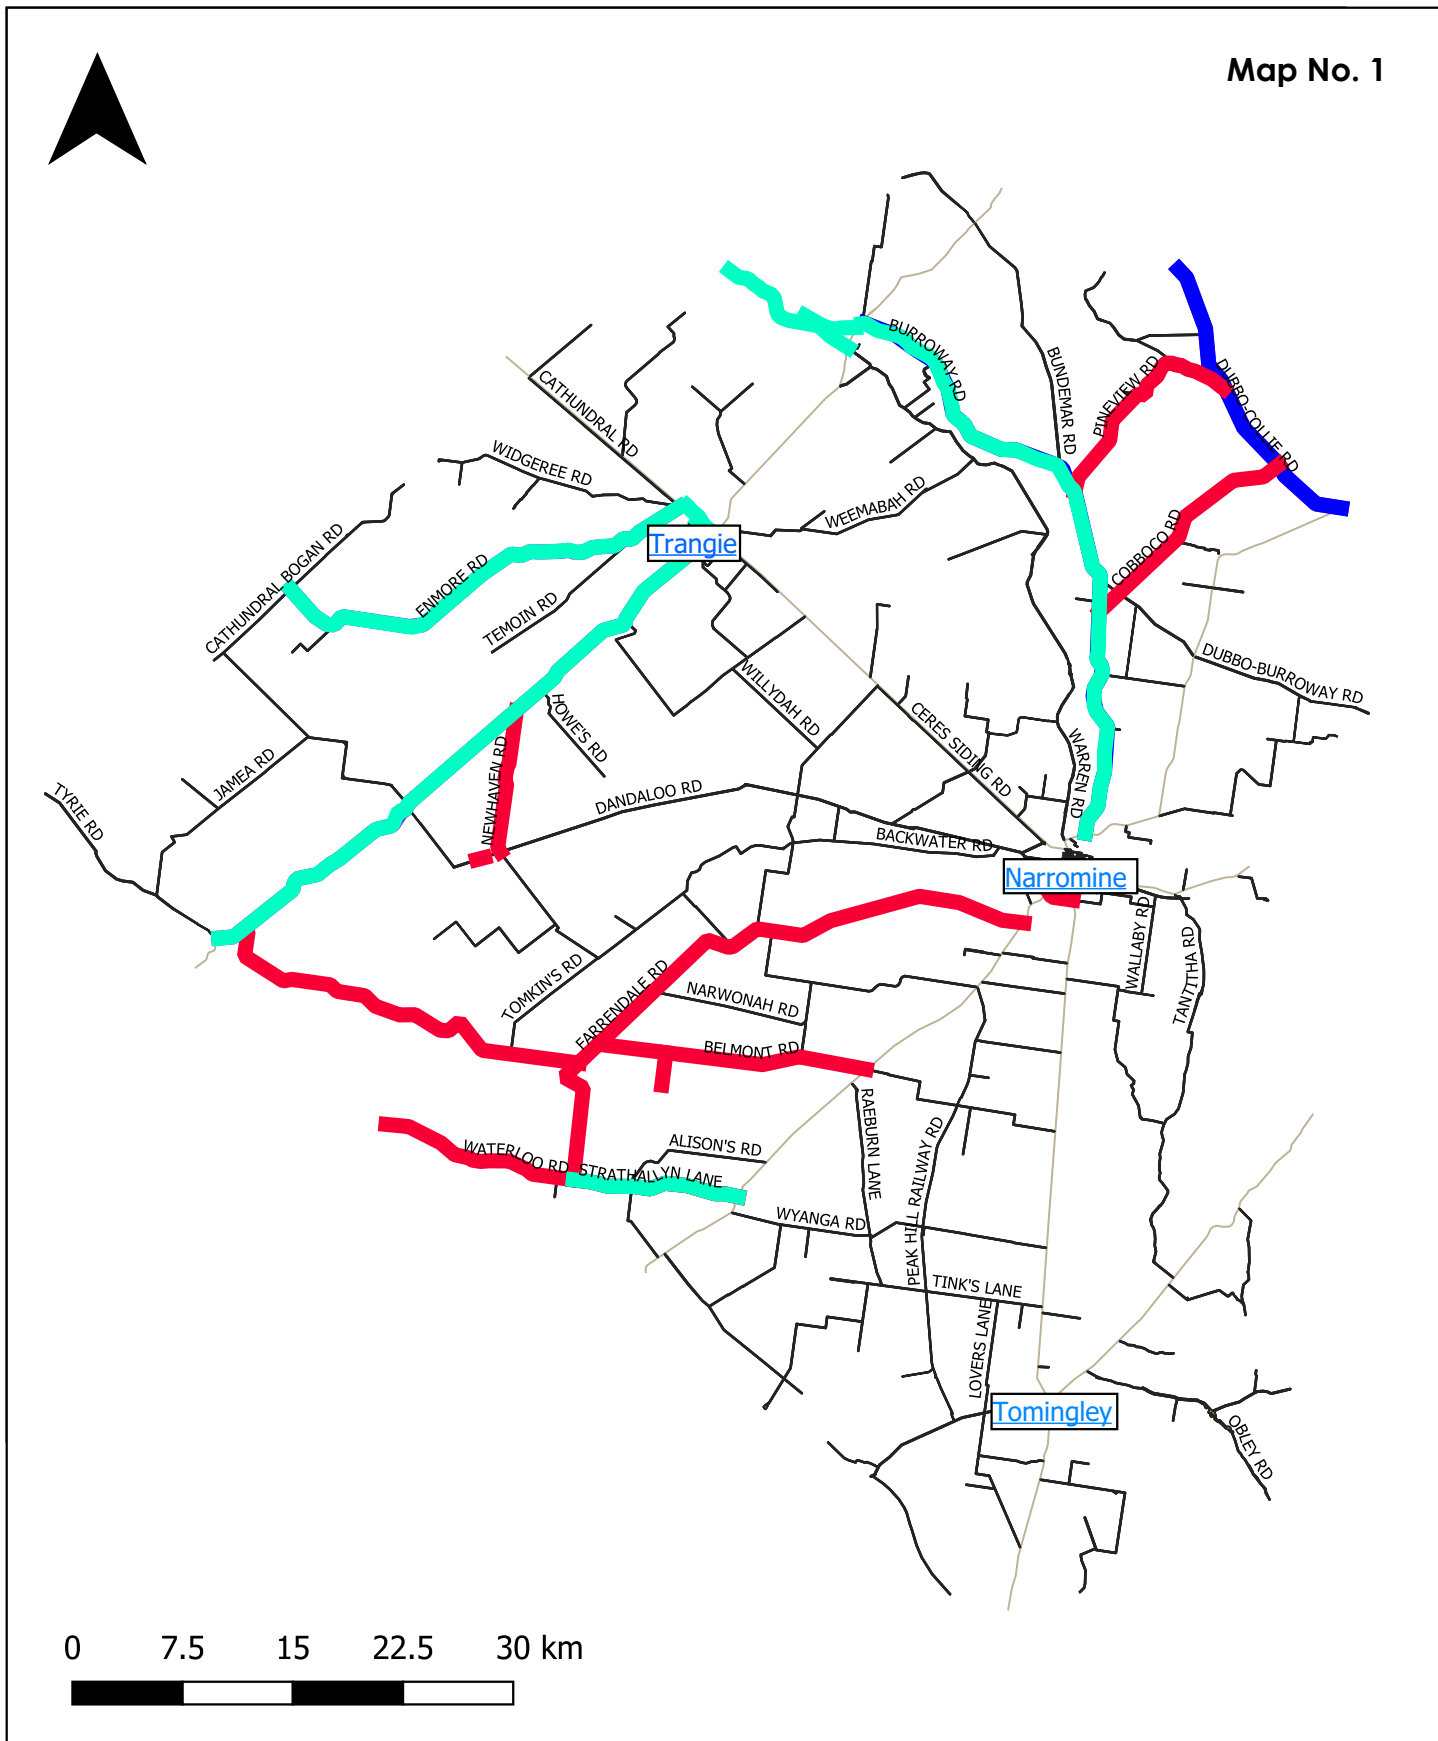 Map No. 1
BURROWAY RD
BUNDEMAR RD
PINEVIEW RD
DUBBO-COLLIE RD
CATHUNDRAL RD
WIDGEREE RD
WEEMABAH RD
COBBOCO RD
CATHUNDRAL BOGAN RD
Trangie
ENMORE RD
TEMOIN RD
DUBBO-BURROWAY RD
WILLYDAH RD
HOWE'S RD
CERES SIDING RD
WARREN RD
JAMEA RD
NEWHAVEN RD
TYRIE RD
DANDALOO RD
BACKWATER RD
Narromine
WALLABY RD
TANTITHA RD
TOMKIN'S RD
FARRENDALE RD
NARWONAH RD
BELMONT RD
RAEBURN LANE
PEAK HILL RAILWAY RD
ALISON'S RD
WATERLOO RD
STRATHALLYN LANE
WYANGA RD
TINK'S LANE
LOVERS LANE
Tomingley
OBLEY RD
0 7.5 15 22.5 30 km